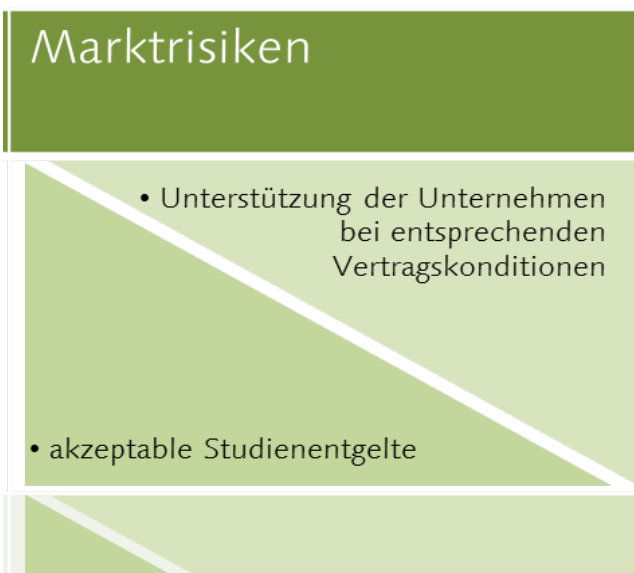 Marktrisiken
• Unterstützung der Unternehmen
bei entsprechenden
Vertragskonditionen
• akzeptable Studienentgelte